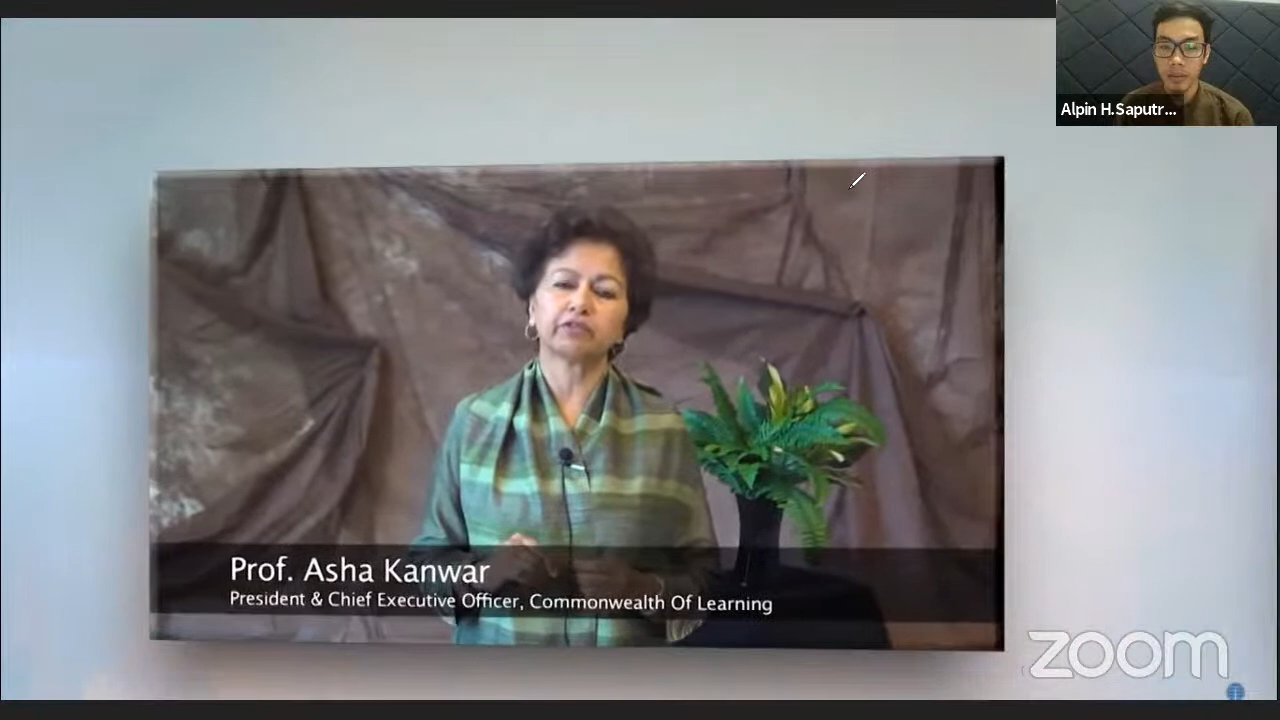 Alpin H.Saputr...
Prof. Asha Kanwar
President & Chief Executive Officer, Commonwealth Of Learning
zoom